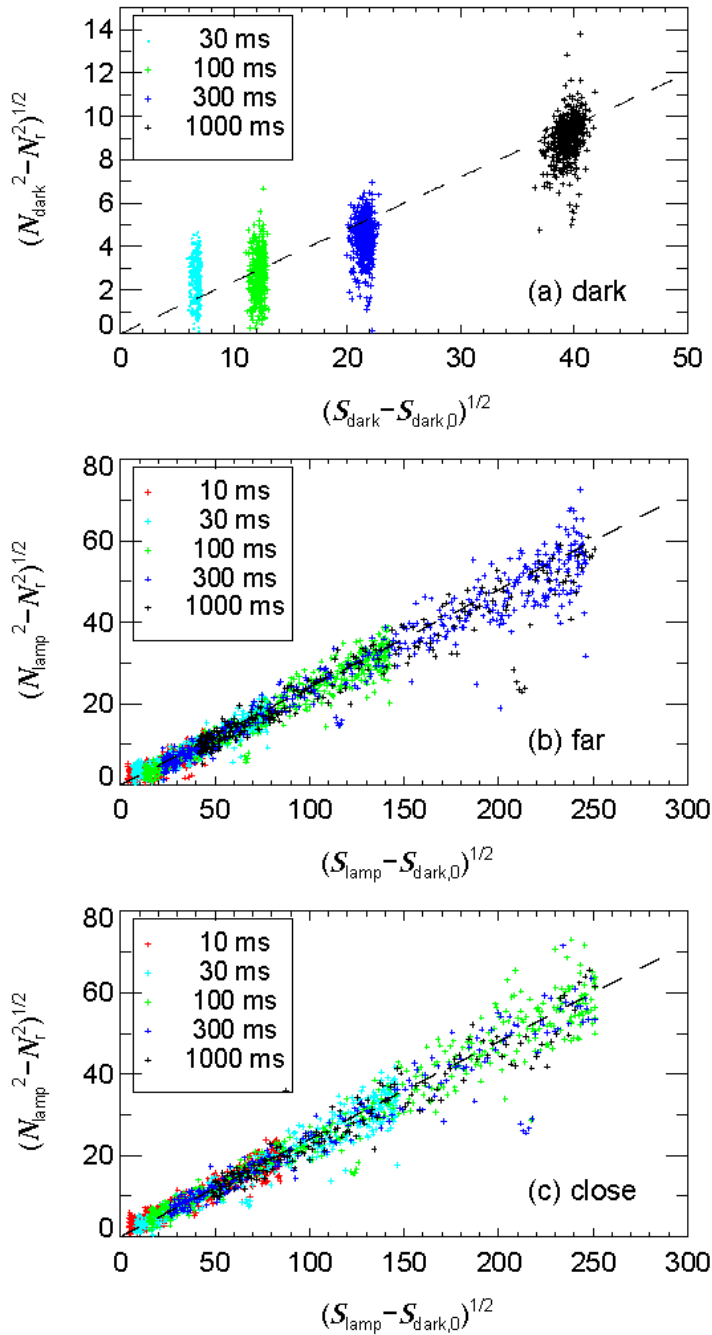 14
12
10
8
6
4
2
0
30 ms
100 ms
300 ms
1000 ms
(a) dark
0 10 20 30 40 50
(N_dark^2−N_r^2)^1/2
(S_dark−S_dark,0)^1/2
80
60
40
20
0
10 ms
30 ms
100 ms
300 ms
1000 ms
(b) far
0 50 100 150 200 250 300
(N_lamp^2−N_r^2)^1/2
(S_lamp−S_dark,0)^1/2
80
60
40
20
0
10 ms
30 ms
100 ms
300 ms
1000 ms
(c) close
0 50 100 150 200 250 300
(N_lamp^2−N_r^2)^1/2
(S_lamp−S_dark,0)^1/2